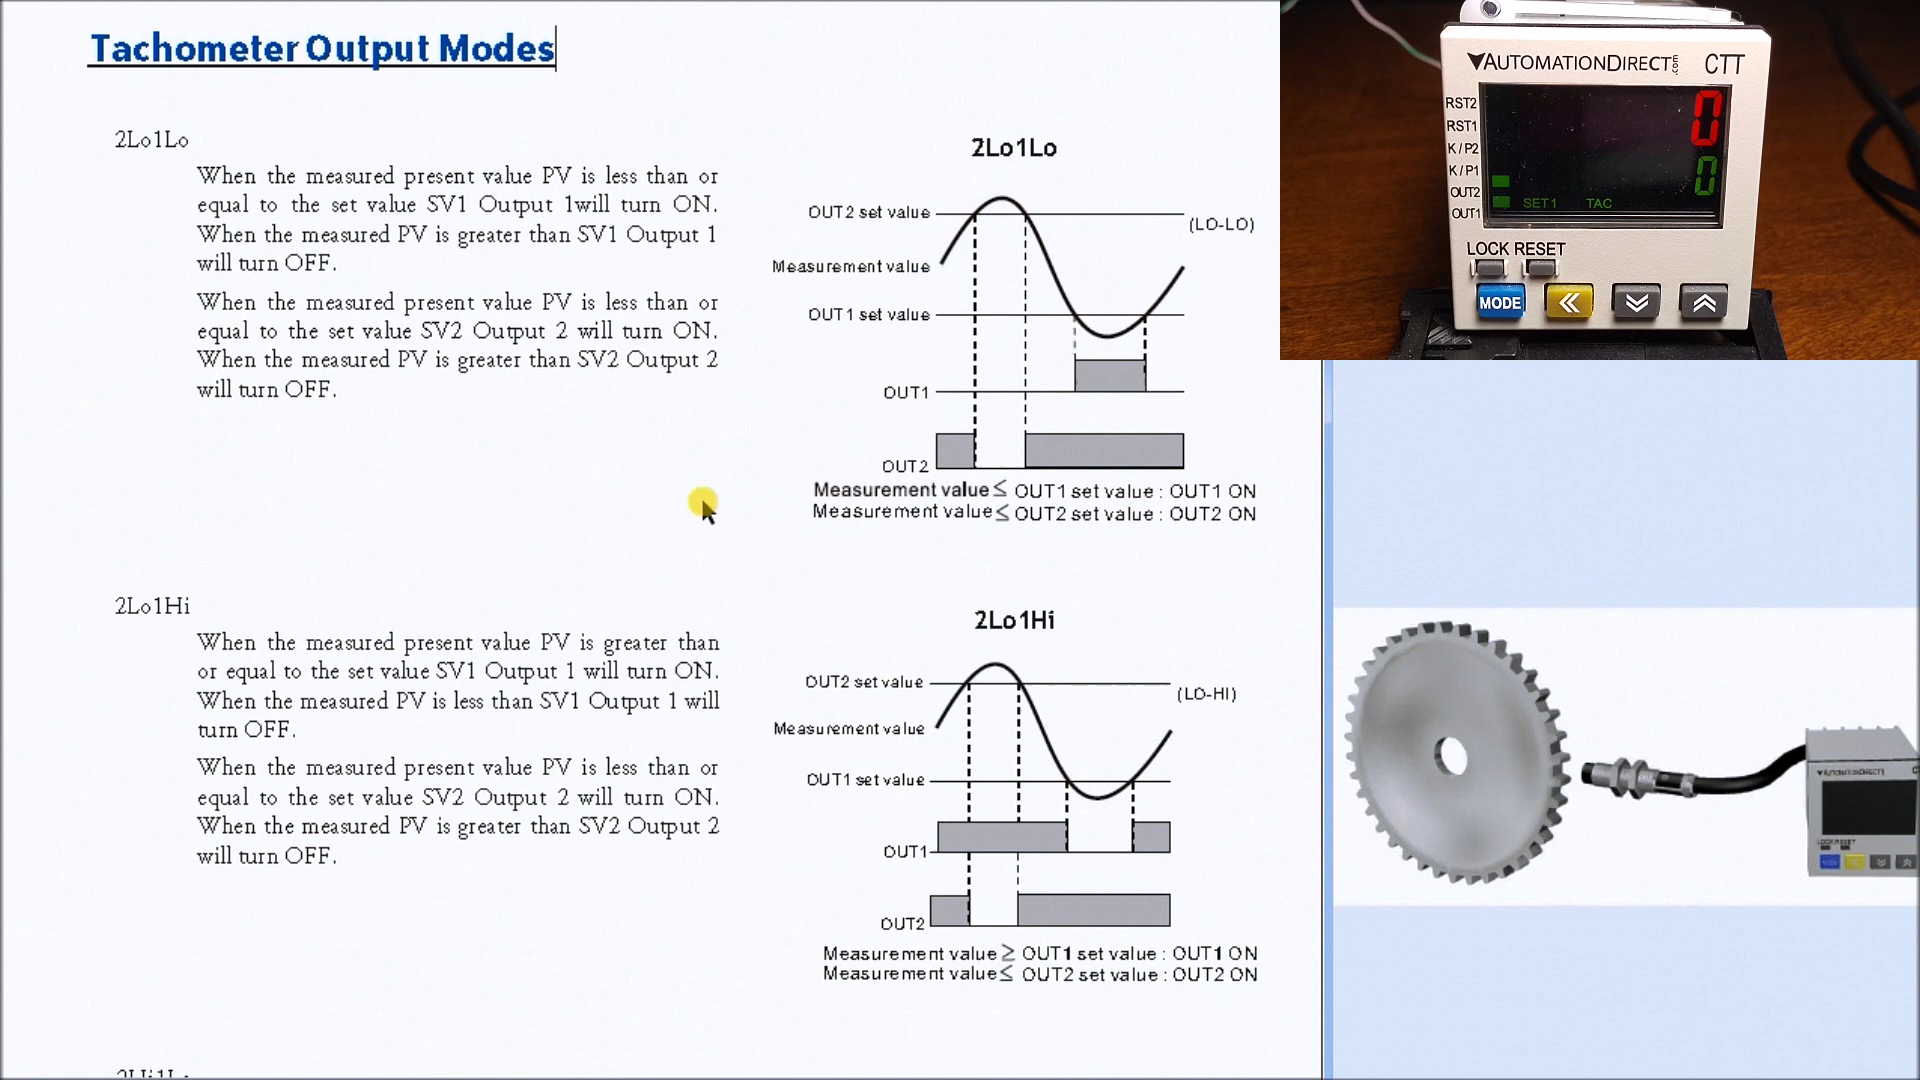 Tachometer Output Modes
2Lo1Lo
When the measured present value PV is less than or
equal to the set value SV1 Output 1will turn ON.
When the measured PV is greater than SV1 Output 1
will turn OFF.
When the measured present value PV is less than or
equal to the set value SV2 Output 2 will turn ON.
When the measured PV is greater than SV2 Output 2
will turn OFF.
2Lo1Lo
OUT2 set value
(LO-LO)
Measurement value
OUT1 set value
OUT1
OUT2
Measurement value ≤ OUT1 set value : OUT1 ON
Measurement value ≤ OUT2 set value : OUT2 ON
2Lo1Hi
When the measured present value PV is greater than
or equal to the set value SV1 Output 1 will turn ON.
When the measured PV is less than SV1 Output 1 will
turn OFF.
When the measured present value PV is less than or
equal to the set value SV2 Output 2 will turn ON.
When the measured PV is greater than SV2 Output 2
will turn OFF.
2Lo1Hi
OUT2 set value
(LO-HI)
Measurement value
OUT1 set value
OUT1
OUT2
Measurement value ≥ OUT1 set value : OUT1 ON
Measurement value ≤ OUT2 set value : OUT2 ON
AUTOMATIONDIRECT.com CTT
RST2
RST1
K/P2
K/P1
OUT2
OUT1
0
0
SET1 TAC
LOCK RESET
MODE
AUTOMATIONDIRECT
LOCK RESET